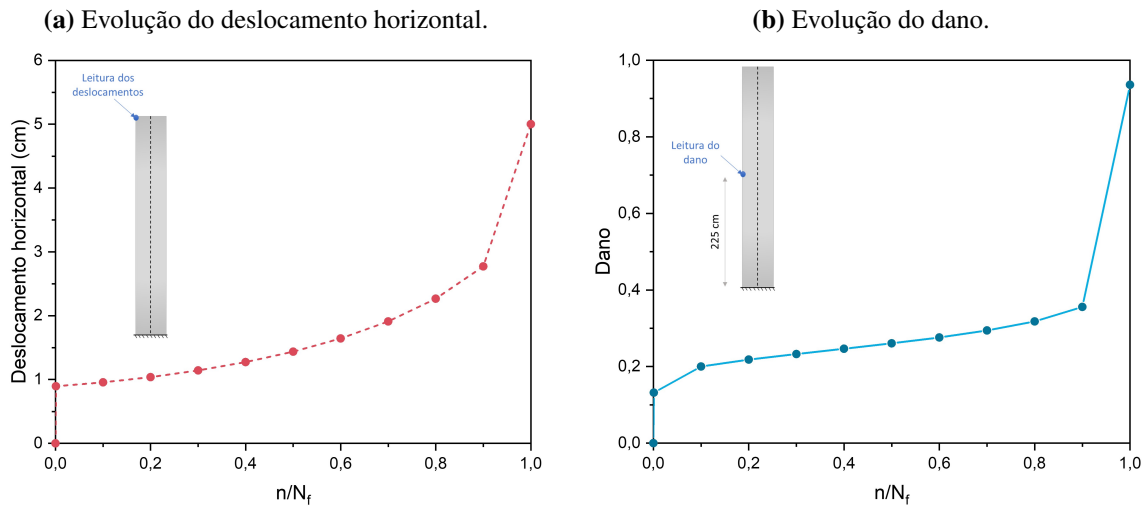 (a) Evolução do deslocamento horizontal.
Deslocamento horizontal (cm)
6
5
4
3
2
1
0
Leitura dos
deslocamentos
0,0
0,2
0,4
0,6
0,8
1,0
n/Nf
(b) Evolução do dano.
Dano
1,0
0,8
0,6
0,4
0,2
0,0
Leitura do
dano
225 cm
0,0
0,2
0,4
0,6
0,8
1,0
n/Nf